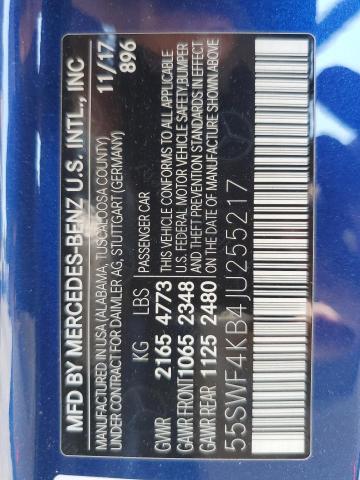 MFD BY MERCEDES-BENZ U.S. INTL., INC
MANUFACTURED IN USA (ALABAMA, TUSCALOOSA COUNTY) 11/17
UNDER CONTRACT FOR DAIMLER AG, STUTTGART (GERMANY) 896
KG LBS PASSENGER CAR
GVWR 2165 4773 THIS VEHICLE CONFORMS TO ALL APPLICABLE
GAWR FRONT 1065 2348 U.S. FEDERAL MOTOR VEHICLE SAFETY, BUMPER
GAWR REAR 1125 2480 AND THEFT PREVENTION STANDARDS IN EFFECT
ON THE DATE OF MANUFACTURE SHOWN ABOVE.
55SWF4KB4JU255217